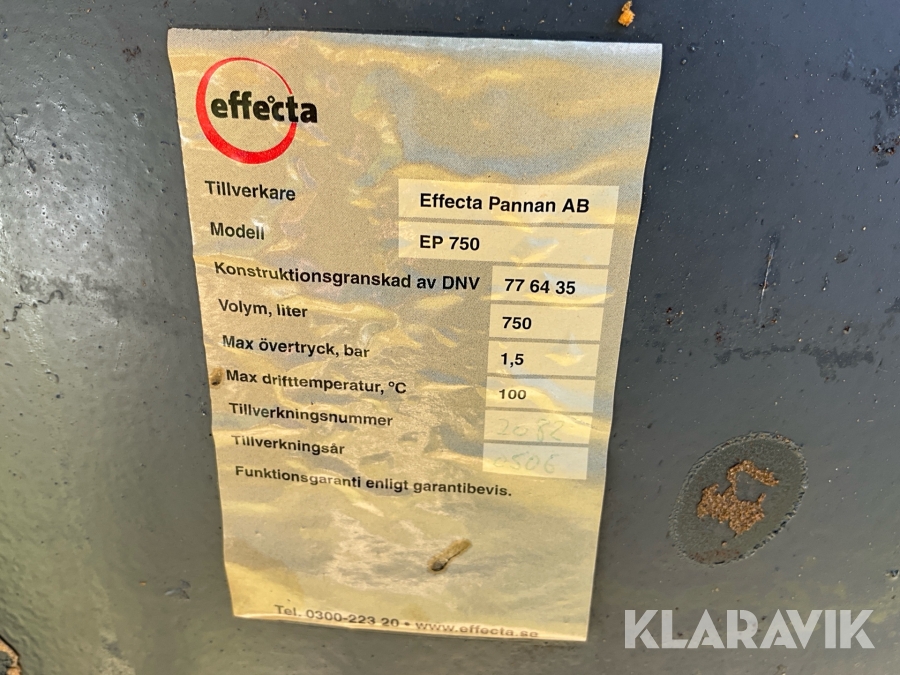 effecta
Tillverkare Effecta Pannan AB
Modell EP 750
Konstruktionsgranskad av DNV 77 64 35
Volym, liter 750
Max övertryck, bar 1,5
Max drifttemperatur, ºC 100
Tillverkningsnummer
Tillverkningsår 0506
Funktionsgaranti enligt garantibevis.
Tel. 0300-223 20 • www.effecta.se
KLARAVIK